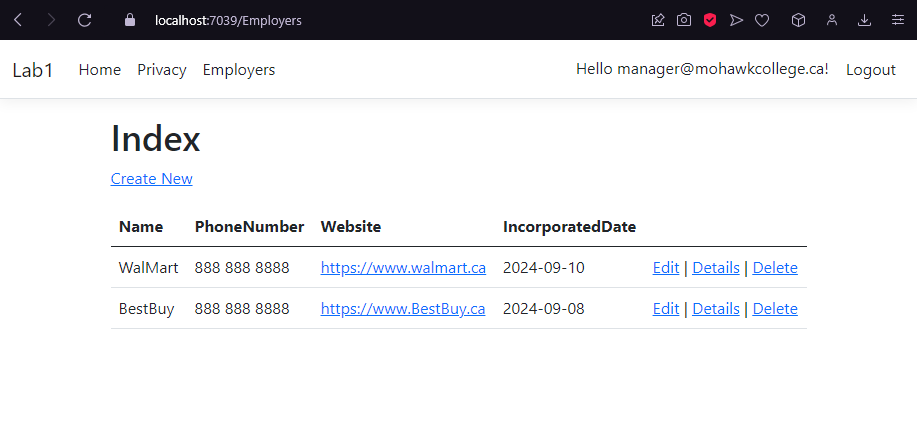 localhost:7039/Employers
Lab1 Home Privacy Employers Hello manager@mohawkcollege.ca! Logout
Index
Create New
Name PhoneNumber Website IncorporatedDate
WalMart 888 888 8888 https://www.walmart.ca 2024-09-10 Edit | Details | Delete
BestBuy 888 888 8888 https://www.BestBuy.ca 2024-09-08 Edit | Details | Delete